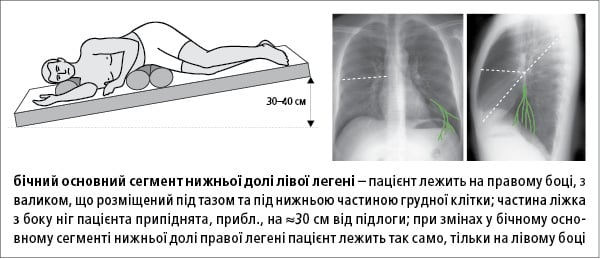 30–40 см
бічний основний сегмент нижньої долі лівої легені – пацієнт лежить на правому боці, з
валиком, що розміщений під тазом та під нижньою частиною грудної клітки; частина ліжка
з боку ніг пацієнта припіднята, прибл., на ≈30 см від підлоги; при змінах у бічному осно-
вному сегменті нижньої долі правої легені пацієнт лежить так само, тільки на лівому боці